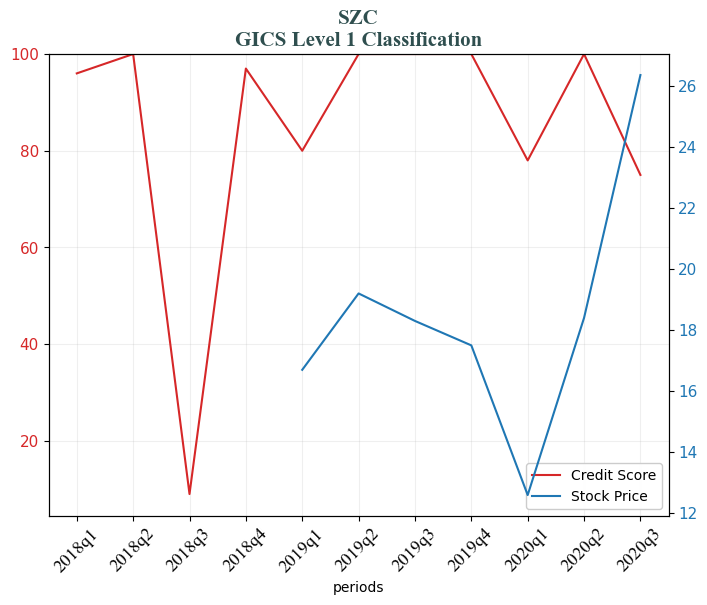 SZC
GICS Level 1 Classification
100
80
60
40
20
26
24
22
20
18
16
14
12
Credit Score
Stock Price
2018q1
2018q2
2018q3
2018q4
2019q1
2019q2
2019q3
2019q4
2020q1
2020q2
2020q3
periods